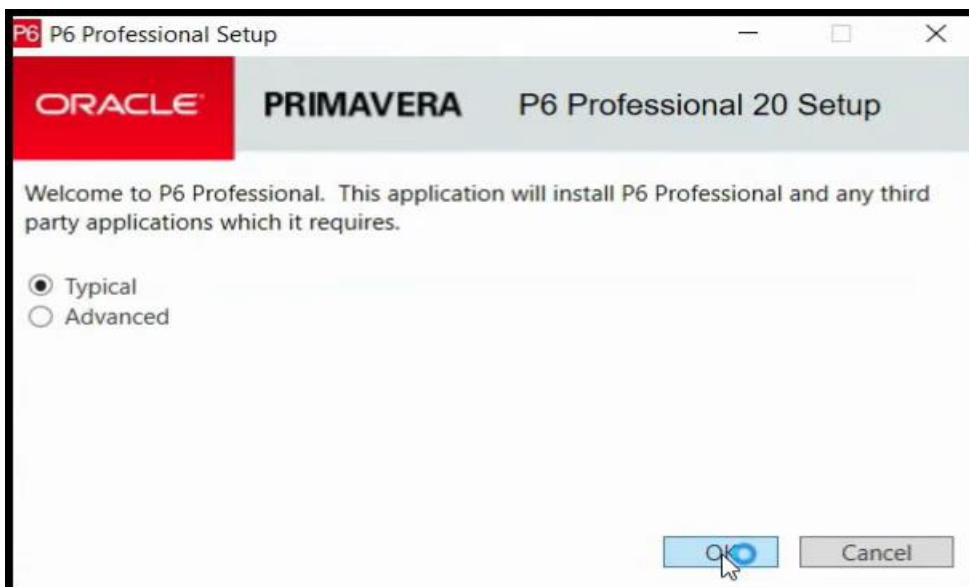 P6 P6 Professional Setup
ORACLE PRIMAVERA P6 Professional 20 Setup
Welcome to P6 Professional. This application will install P6 Professional and any third
party applications which it requires.
Typical
Advanced
OK Cancel